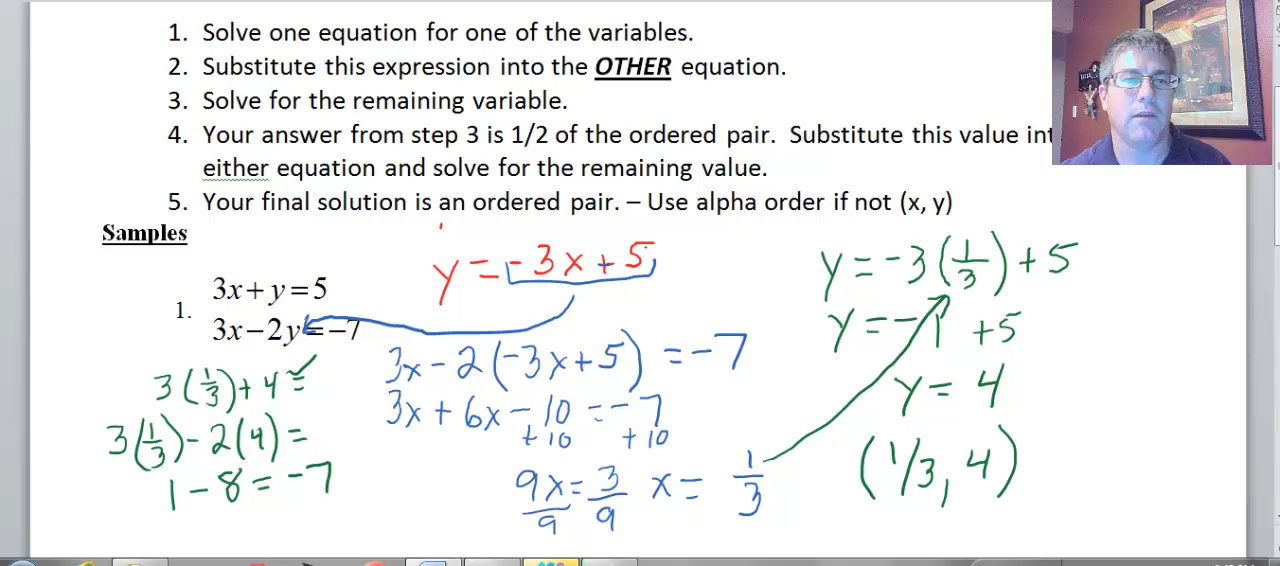 1. Solve one equation for one of the variables.
2. Substitute this expression into the OTHER equation.
3. Solve for the remaining variable.
4. Your answer from step 3 is 1/2 of the ordered pair. Substitute this value
either equation and solve for the remaining value.
5. Your final solution is an ordered pair. – Use alpha order if not (x, y)
Samples
1.
3x+y=5
3x−2y=−7
y = -3x+5
3x - 2(-3x+5) = -7
3x + 6x - 10 = -7
+10 +10
9x/9 = 3/9 x = 1/3
y = -3(1/3) + 5
y = -1 +5
y = 4
(1/3, 4)
3(1/3)+4 = ✓
3(1/3) - 2(4) =
1 - 8 = -7